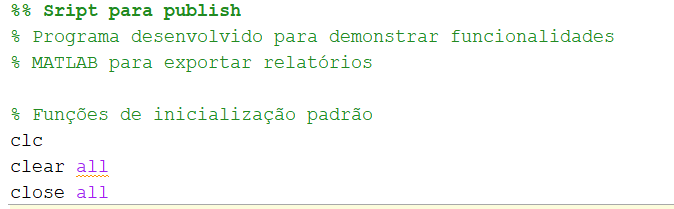 %% Sript para publish
% Programa desenvolvido para demonstrar funcionalidades
% MATLAB para exportar relatórios
% Funções de inicialização padrão
clc
clear all
close all